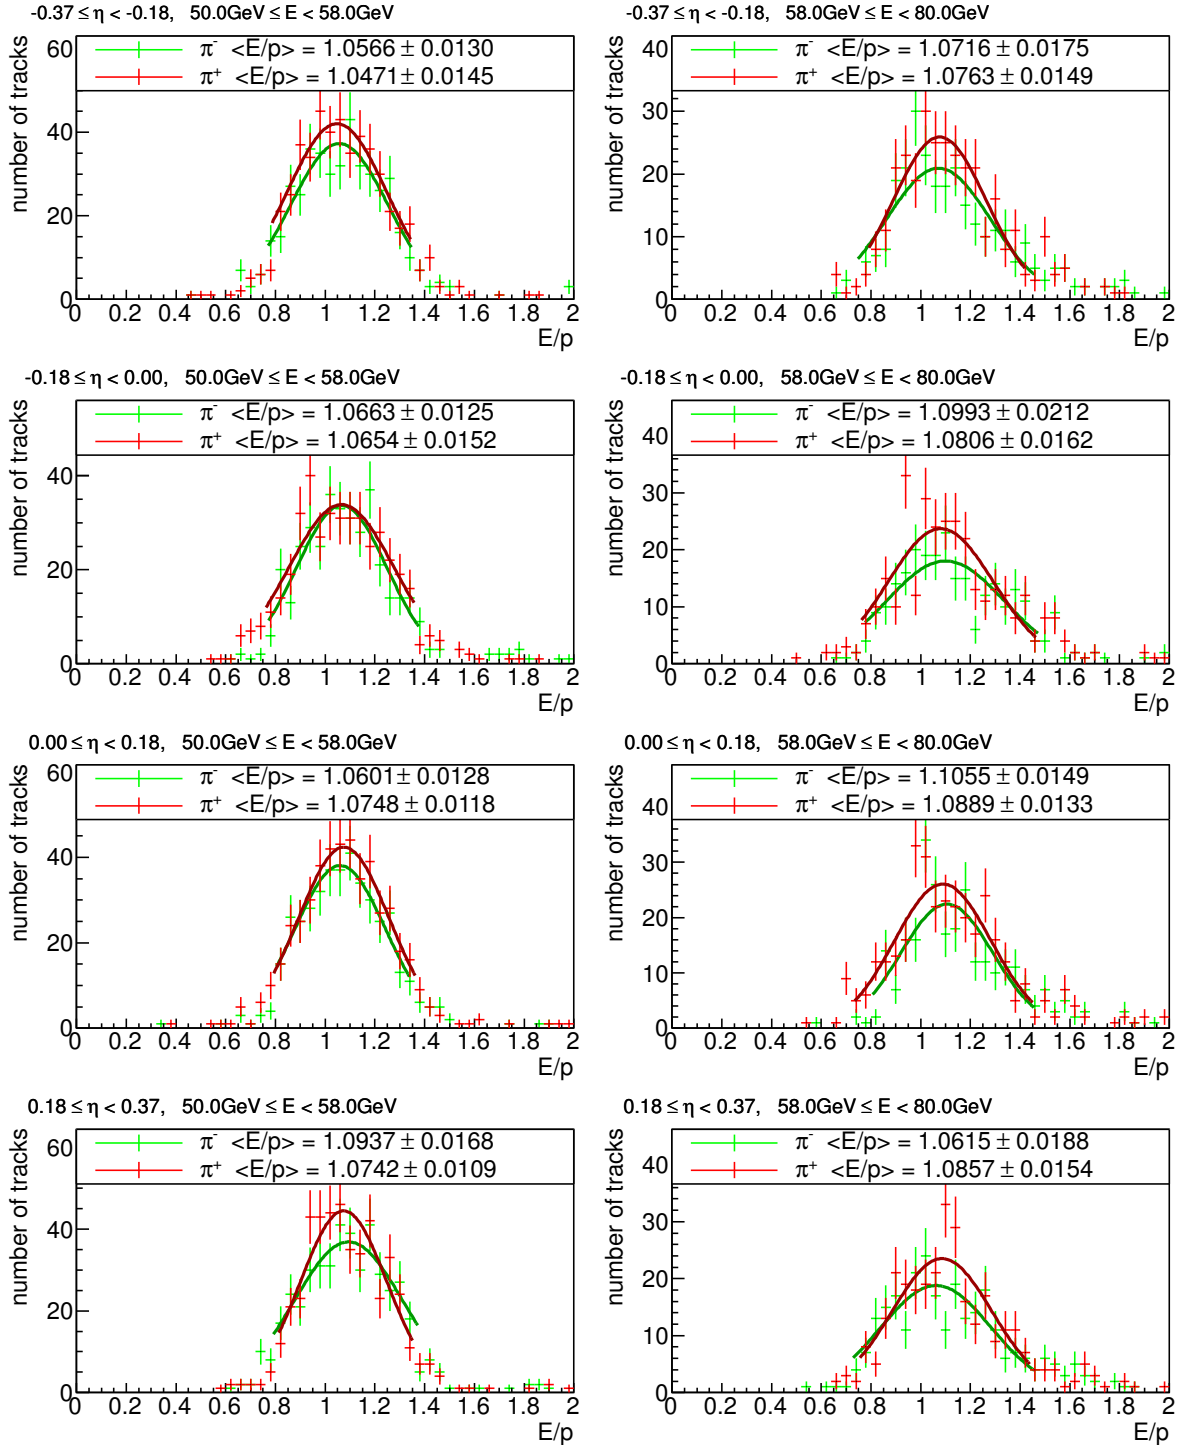 -0.37 ≤ η < -0.18, 50.0GeV ≤ E < 58.0GeV
number of tracks
π⁻ <E/p> = 1.0566 ± 0.0130
π⁺ <E/p> = 1.0471 ± 0.0145
60
40
20
0
0 0.2 0.4 0.6 0.8 1 1.2 1.4 1.6 1.8 2
E/p
-0.37 ≤ η < -0.18, 58.0GeV ≤ E < 80.0GeV
number of tracks
π⁻ <E/p> = 1.0716 ± 0.0175
π⁺ <E/p> = 1.0763 ± 0.0149
40
30
20
10
0
0 0.2 0.4 0.6 0.8 1 1.2 1.4 1.6 1.8 2
E/p
-0.18 ≤ η < 0.00, 50.0GeV ≤ E < 58.0GeV
number of tracks
π⁻ <E/p> = 1.0663 ± 0.0125
π⁺ <E/p> = 1.0654 ± 0.0152
40
20
0
0 0.2 0.4 0.6 0.8 1 1.2 1.4 1.6 1.8 2
E/p
-0.18 ≤ η < 0.00, 58.0GeV ≤ E < 80.0GeV
number of tracks
π⁻ <E/p> = 1.0993 ± 0.0212
π⁺ <E/p> = 1.0806 ± 0.0162
40
30
20
10
0
0 0.2 0.4 0.6 0.8 1 1.2 1.4 1.6 1.8 2
E/p
0.00 ≤ η < 0.18, 50.0GeV ≤ E < 58.0GeV
number of tracks
π⁻ <E/p> = 1.0601 ± 0.0128
π⁺ <E/p> = 1.0748 ± 0.0118
60
40
20
0
0 0.2 0.4 0.6 0.8 1 1.2 1.4 1.6 1.8 2
E/p
0.00 ≤ η < 0.18, 58.0GeV ≤ E < 80.0GeV
number of tracks
π⁻ <E/p> = 1.1055 ± 0.0149
π⁺ <E/p> = 1.0889 ± 0.0133
40
30
20
10
0
0 0.2 0.4 0.6 0.8 1 1.2 1.4 1.6 1.8 2
E/p
0.18 ≤ η < 0.37, 50.0GeV ≤ E < 58.0GeV
number of tracks
π⁻ <E/p> = 1.0937 ± 0.0168
π⁺ <E/p> = 1.0742 ± 0.0109
60
40
20
0
0 0.2 0.4 0.6 0.8 1 1.2 1.4 1.6 1.8 2
E/p
0.18 ≤ η < 0.37, 58.0GeV ≤ E < 80.0GeV
number of tracks
π⁻ <E/p> = 1.0615 ± 0.0188
π⁺ <E/p> = 1.0857 ± 0.0154
40
30
20
10
0
0 0.2 0.4 0.6 0.8 1 1.2 1.4 1.6 1.8 2
E/p